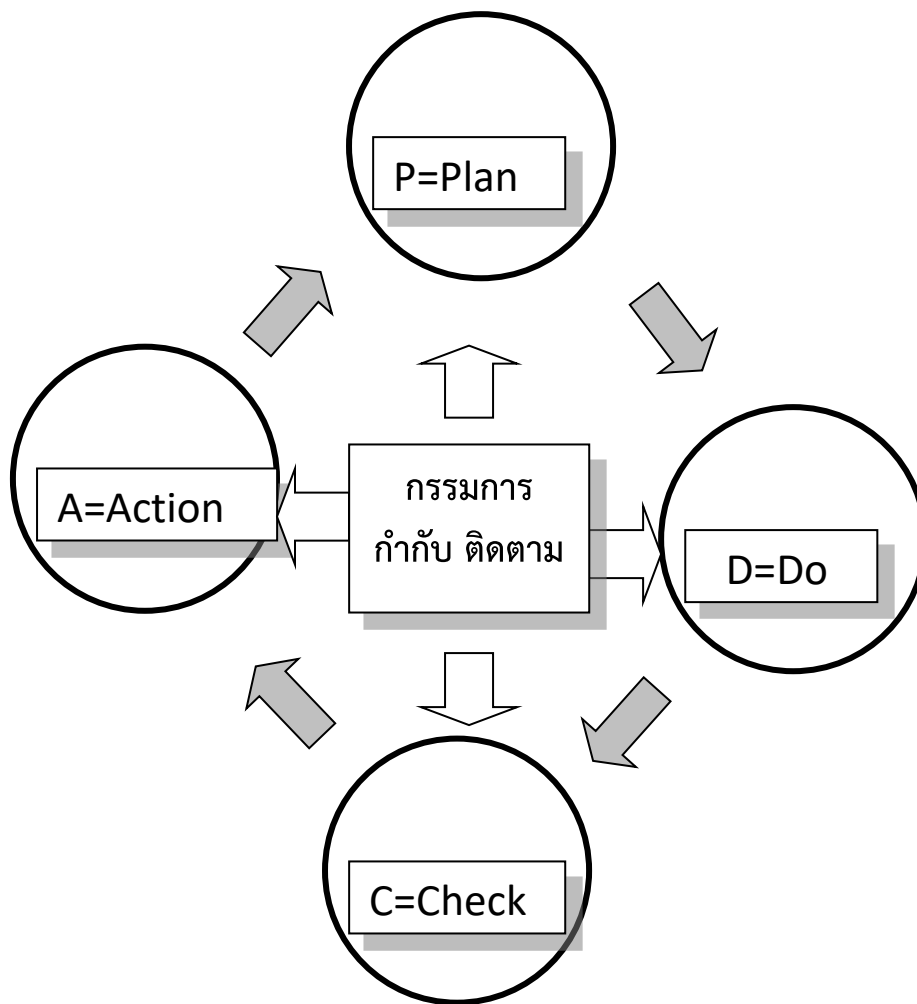 P=Plan
A=Action
กรรมการ
กำกับ ติดตาม
D=Do
C=Check